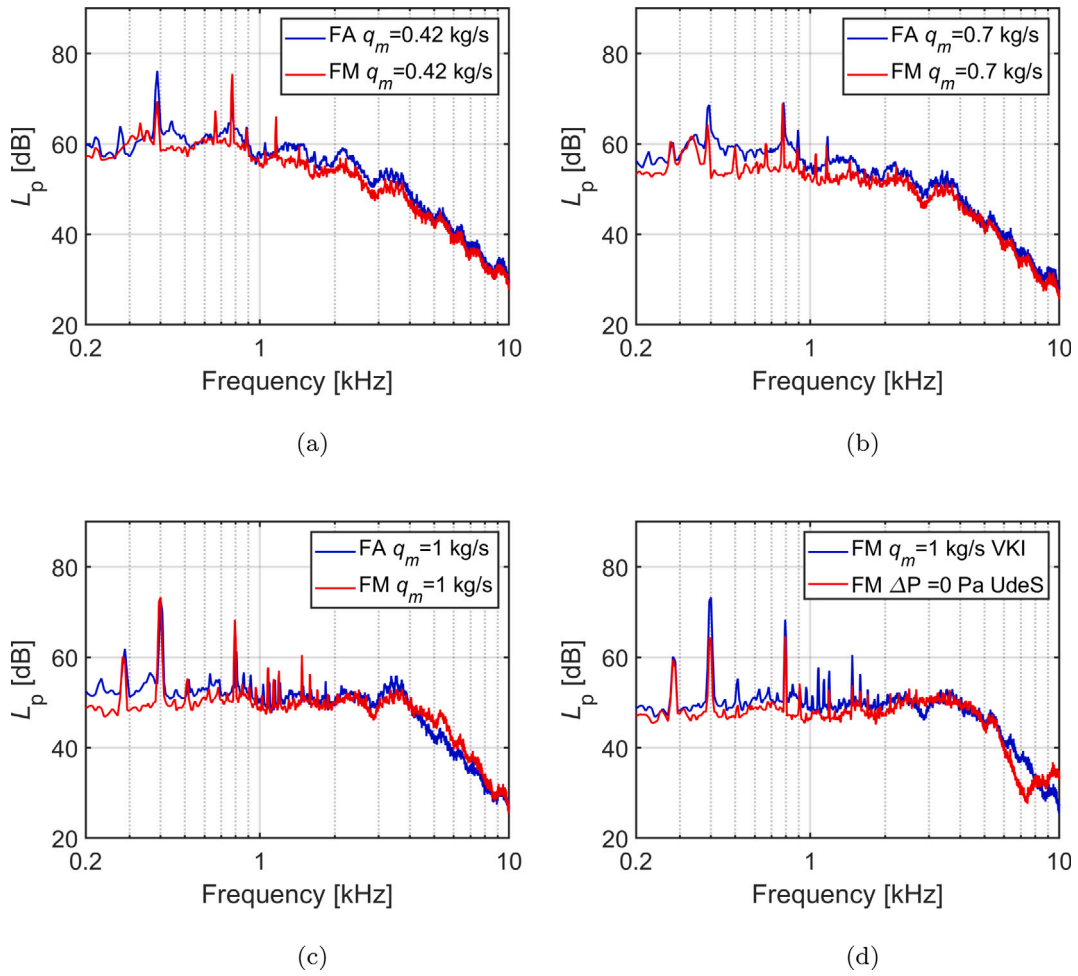 80
60
40
20
L_p [dB]
FA q_m=0.42 kg/s
FM q_m=0.42 kg/s
0.2
1
10
Frequency [kHz]
(a)
80
60
40
20
L_p [dB]
FA q_m=0.7 kg/s
FM q_m=0.7 kg/s
0.2
1
10
Frequency [kHz]
(b)
80
60
40
20
L_p [dB]
FA q_m=1 kg/s
FM q_m=1 kg/s
0.2
1
10
Frequency [kHz]
(c)
80
60
40
20
L_p [dB]
FM q_m=1 kg/s VKI
FM ΔP =0 Pa UdeS
0.2
1
10
Frequency [kHz]
(d)